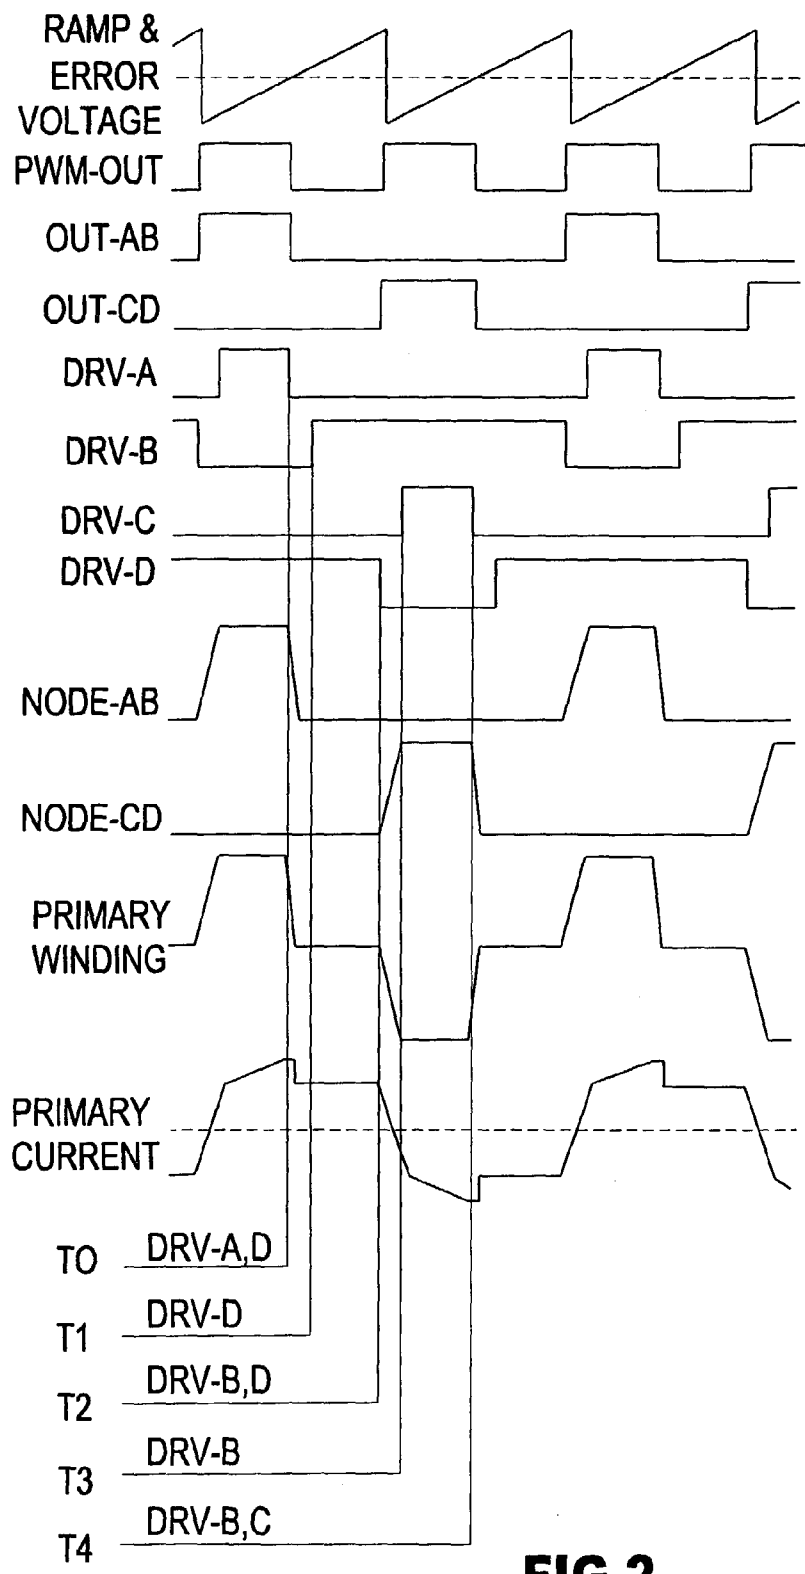 RAMP &
ERROR
VOLTAGE
PWM-OUT
OUT-AB
OUT-CD
DRV-A
DRV-B
DRV-C
DRV-D
NODE-AB
NODE-CD
PRIMARY
WINDING
PRIMARY
CURRENT
T0 DRV-A,D
T1 DRV-D
T2 DRV-B,D
T3 DRV-B
T4 DRV-B,C
FIG 2